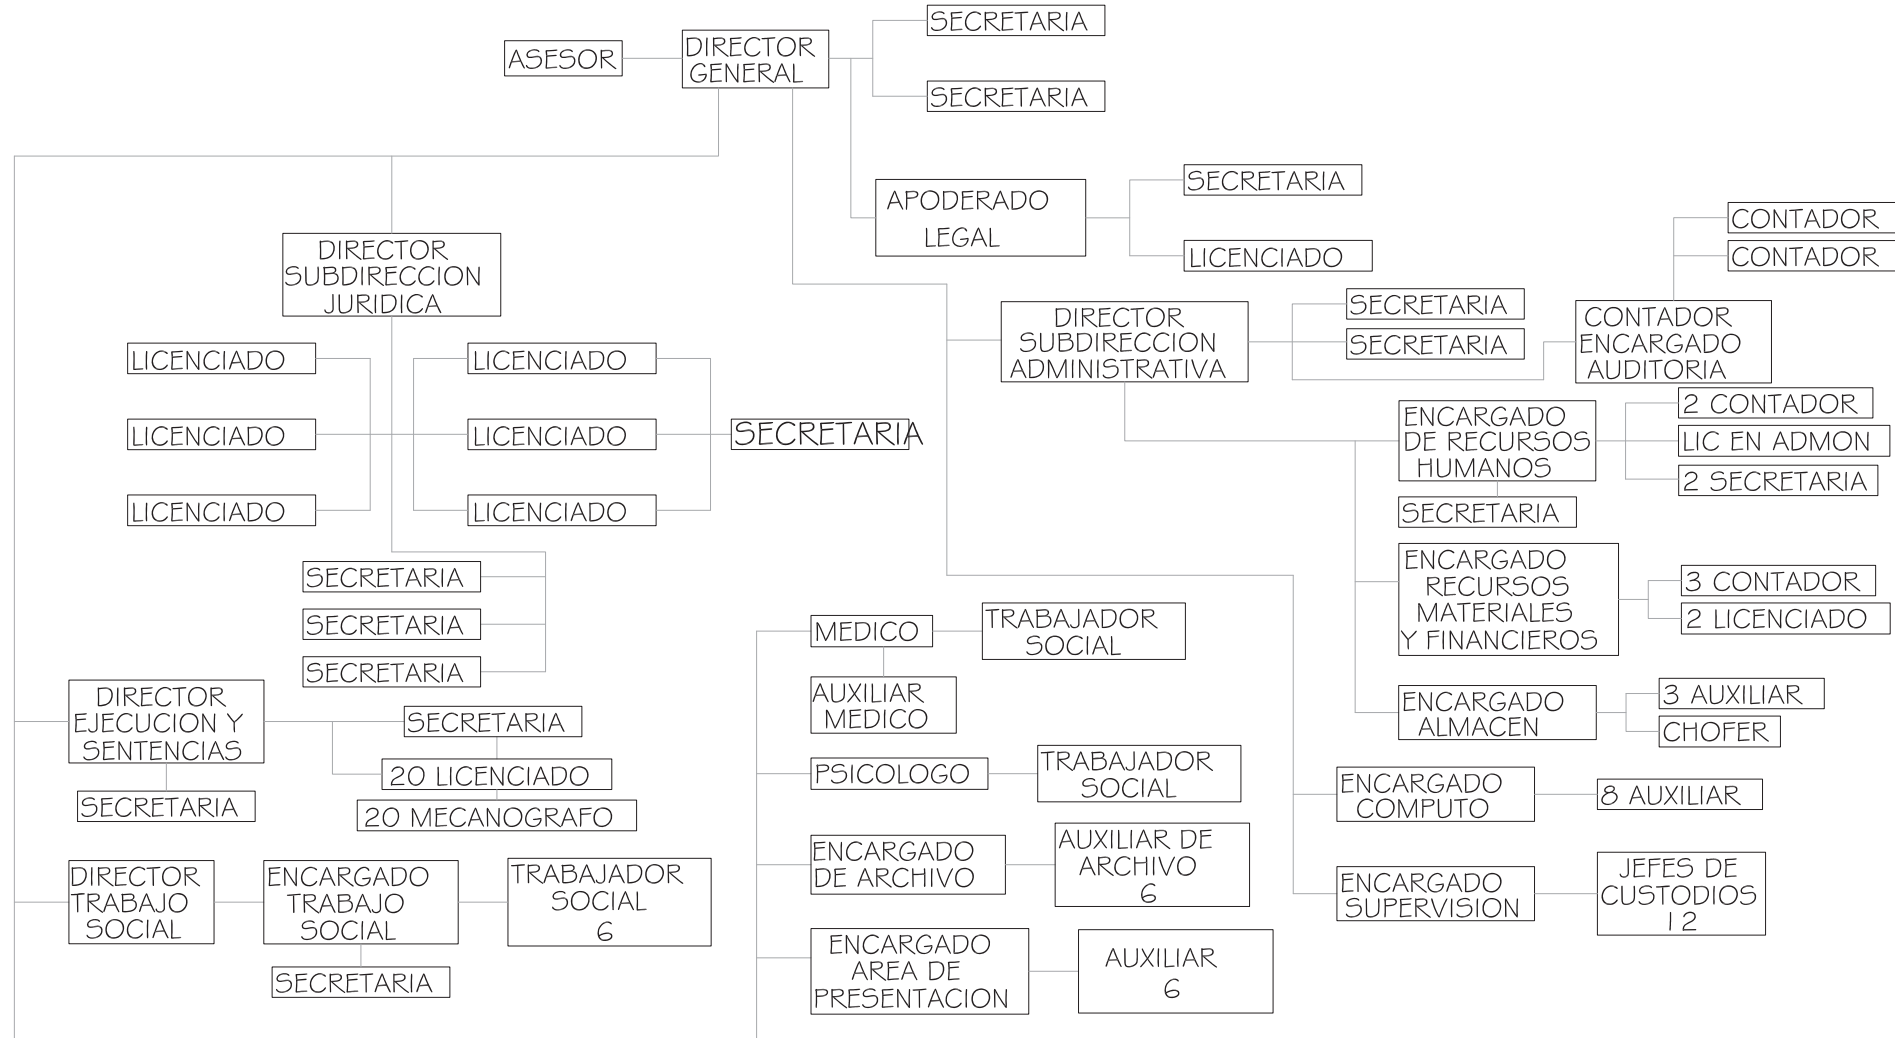 SECRETARIA
ASESOR
DIRECTOR
GENERAL
SECRETARIA
APODERADO
LEGAL
SECRETARIA
LICENCIADO
CONTADOR
CONTADOR
DIRECTOR
SUBDIRECCION
JURIDICA
DIRECTOR
SUBDIRECCION
ADMINISTRATIVA
SECRETARIA
SECRETARIA
CONTADOR
ENCARGADO
AUDITORIA
LICENCIADO
LICENCIADO
LICENCIADO
LICENCIADO
SECRETARIA
LICENCIADO
LICENCIADO
ENCARGADO
DE RECURSOS
HUMANOS
2 CONTADOR
LIC EN ADMON
2 SECRETARIA
SECRETARIA
SECRETARIA
SECRETARIA
SECRETARIA
ENCARGADO
RECURSOS
MATERIALES
Y FINANCIEROS
3 CONTADOR
2 LICENCIADO
MEDICO
TRABAJADOR
SOCIAL
AUXILIAR
MEDICO
ENCARGADO
ALMACEN
3 AUXILIAR
CHOFER
DIRECTOR
EJECUCION Y
SENTENCIAS
SECRETARIA
20 LICENCIADO
20 MECANOGRAFO
SECRETARIA
PSICOLOGO
TRABAJADOR
SOCIAL
ENCARGADO
COMPUTO
8 AUXILIAR
DIRECTOR
TRABAJO
SOCIAL
ENCARGADO
TRABAJO
SOCIAL
TRABAJADOR
SOCIAL
6
SECRETARIA
ENCARGADO
DE ARCHIVO
AUXILIAR DE
ARCHIVO
6
ENCARGADO
SUPERVISION
JEFES DE
CUSTODIOS
12
ENCARGADO
AREA DE
PRESENTACION
AUXILIAR
6